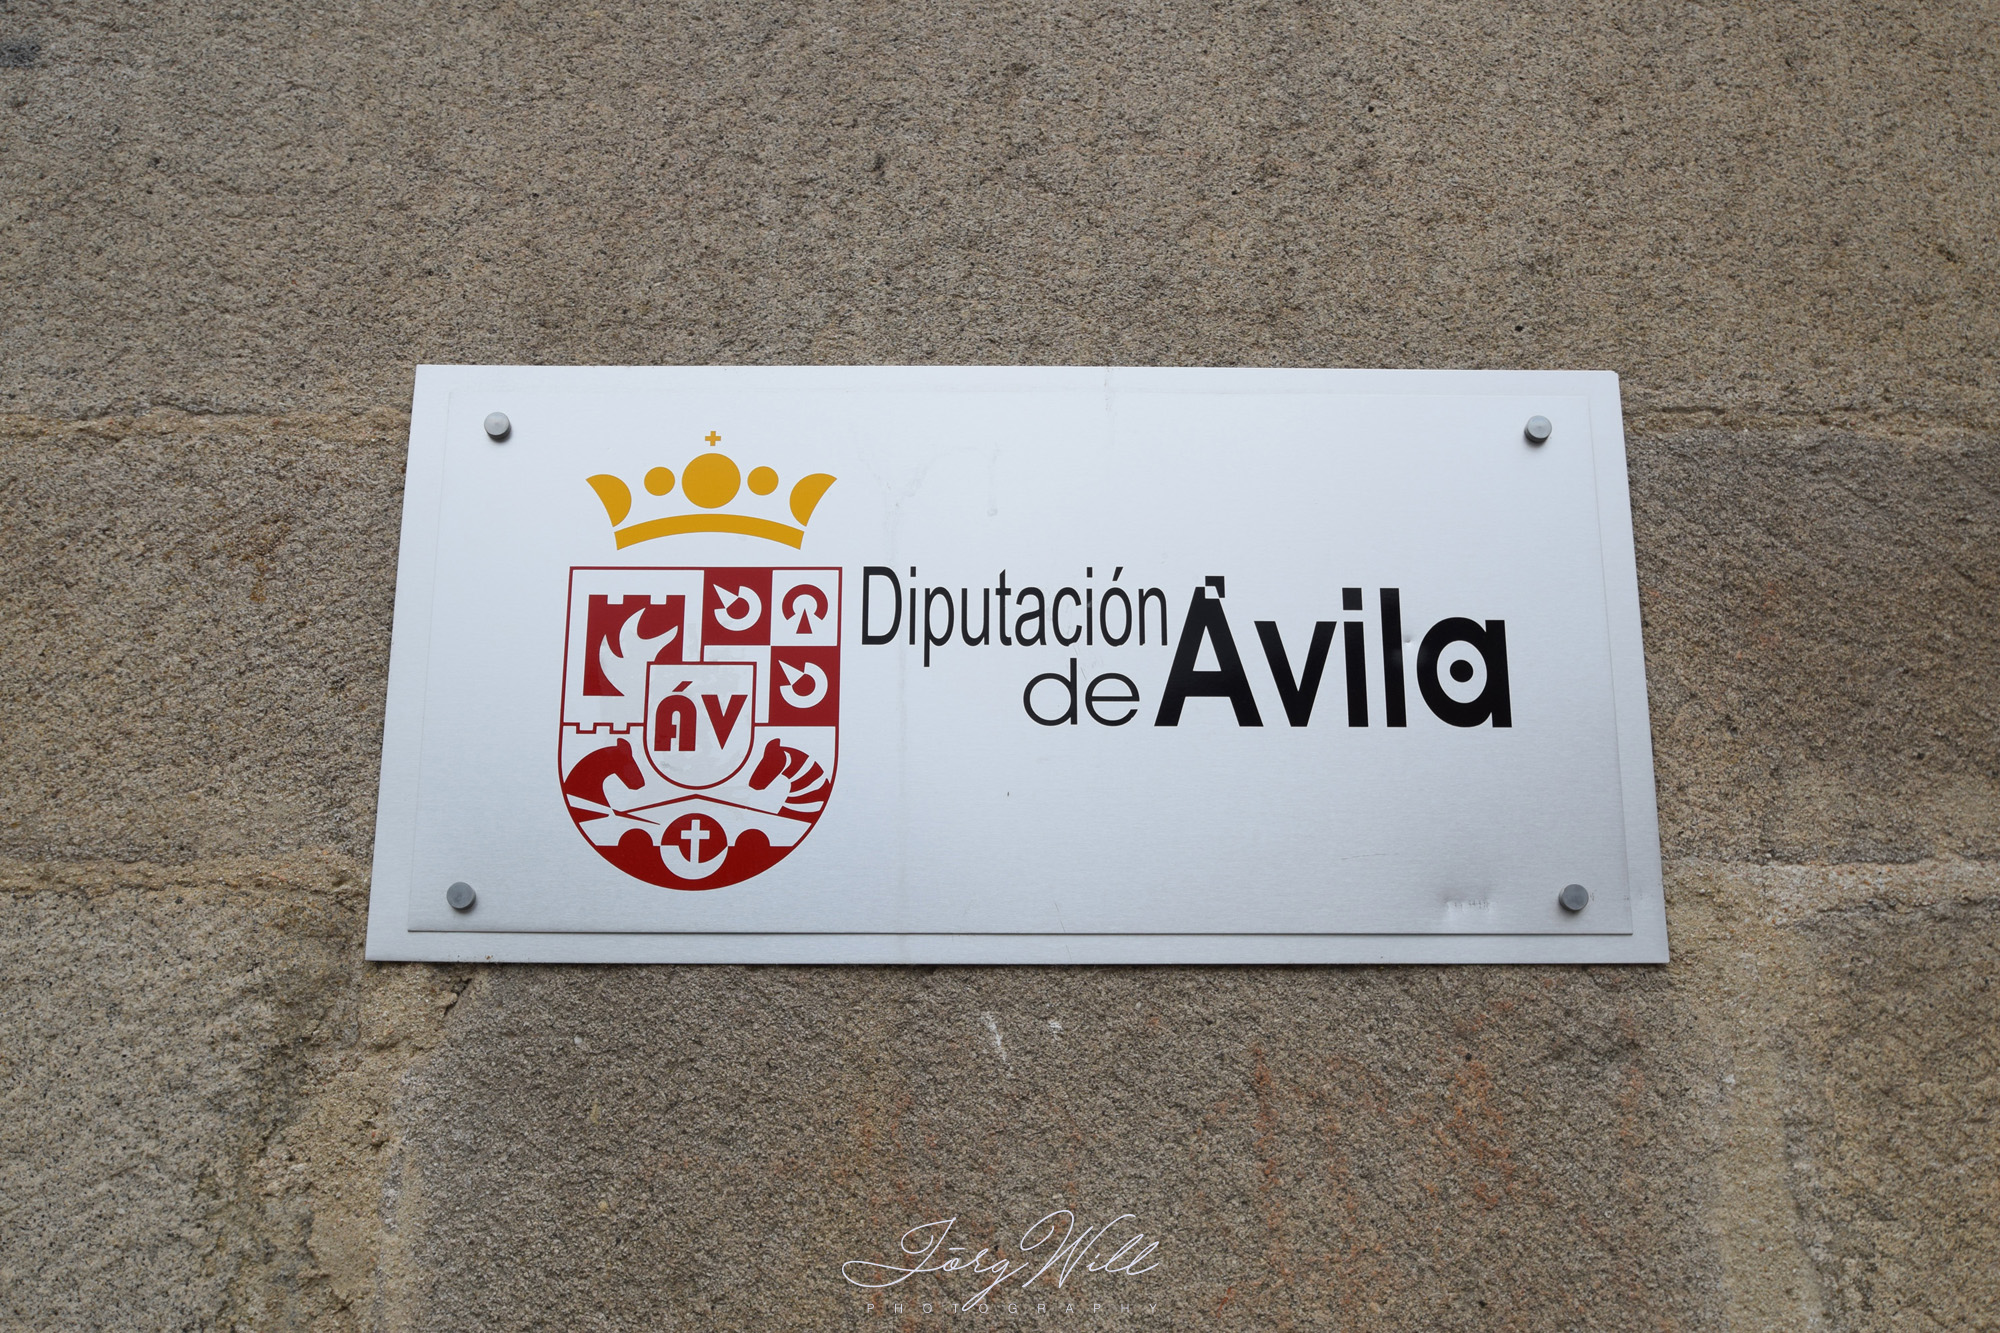 ÁV
Diputación
de Ávila
Jörg Will
PHOTOGRAPHY